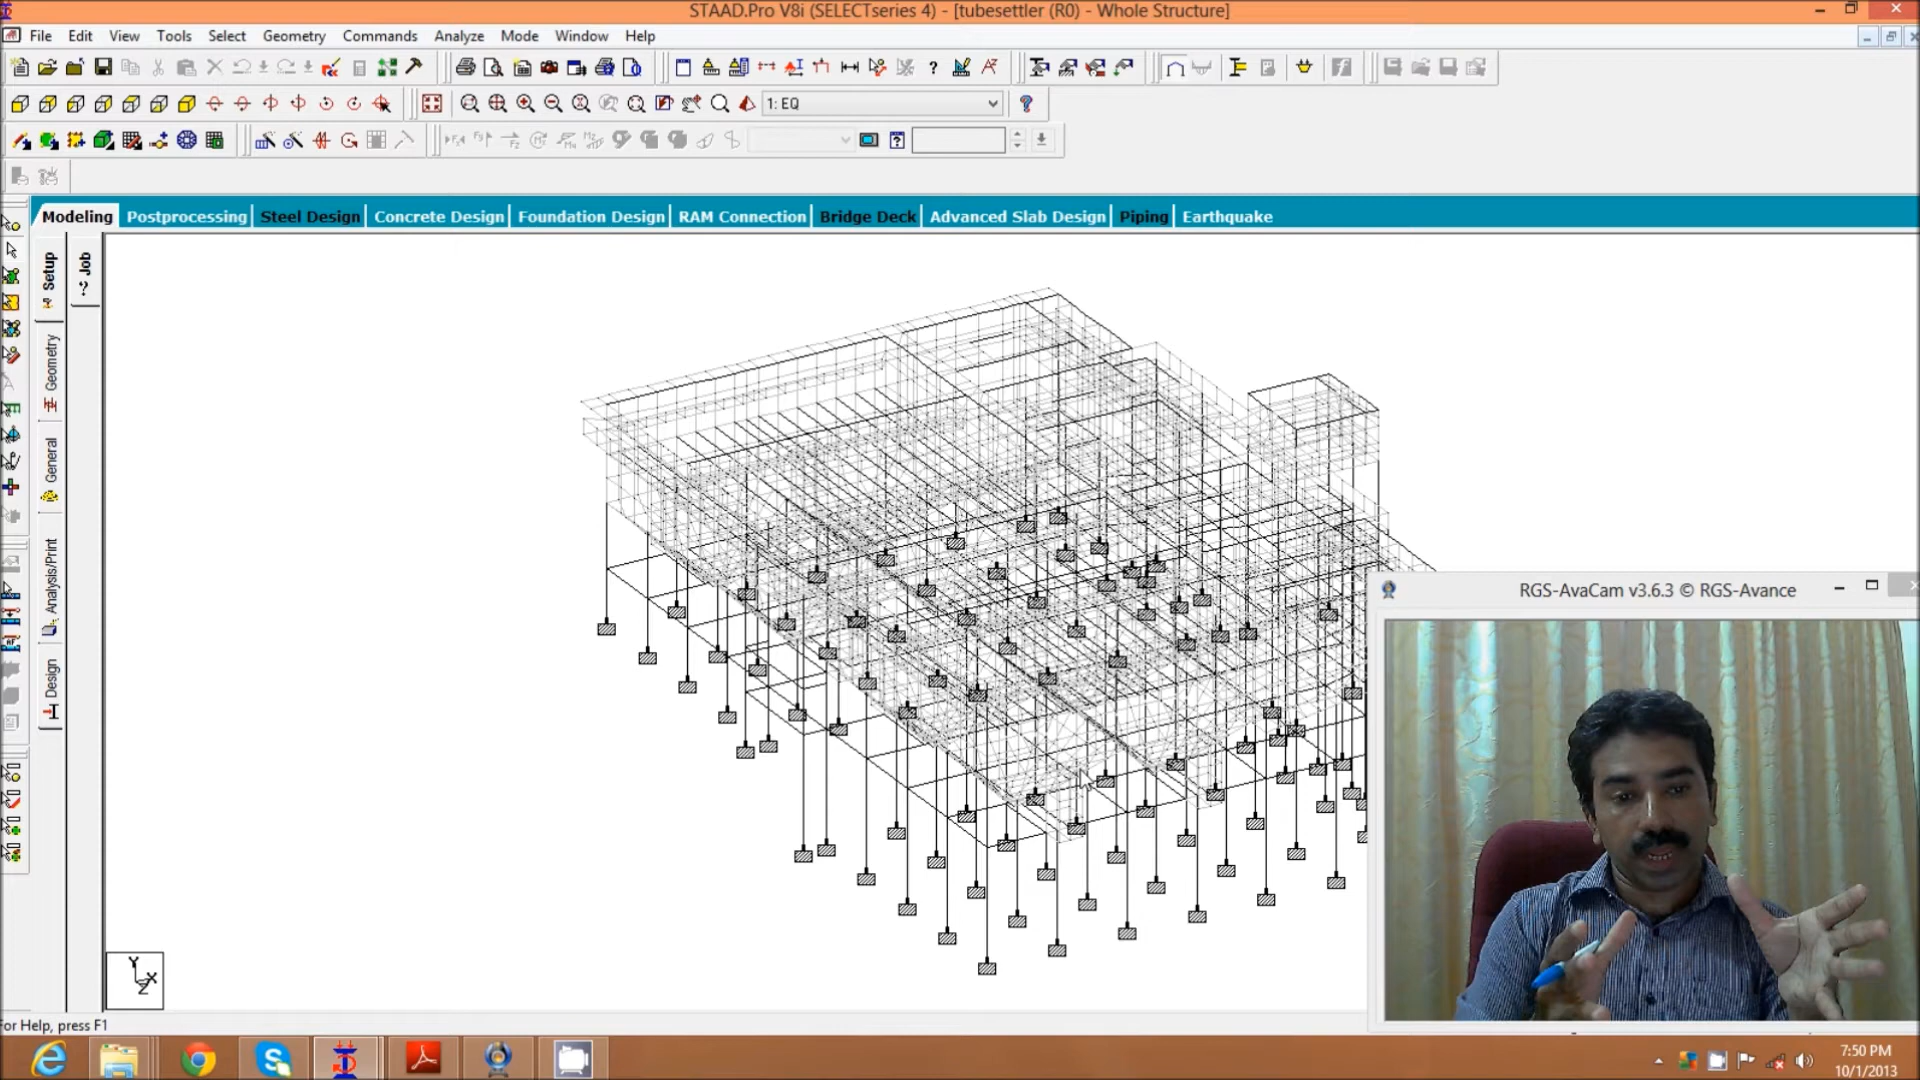 STAAD.Pro V8i (SELECTseries 4) - [tubesettler (R0) - Whole Structure]
File Edit View Tools Select Geometry Commands Analyze Mode Window Help
1: EQ
Modeling Postprocessing Steel Design Concrete Design Foundation Design RAM Connection Bridge Deck Advanced Slab Design Piping Earthquake
Setup
Job
Geometry
General
Analysis/Print
Design
RGS-AvaCam v3.6.3 © RGS-Avance
Y
X
Z
For Help, press F1
7:50 PM
10/1/2013